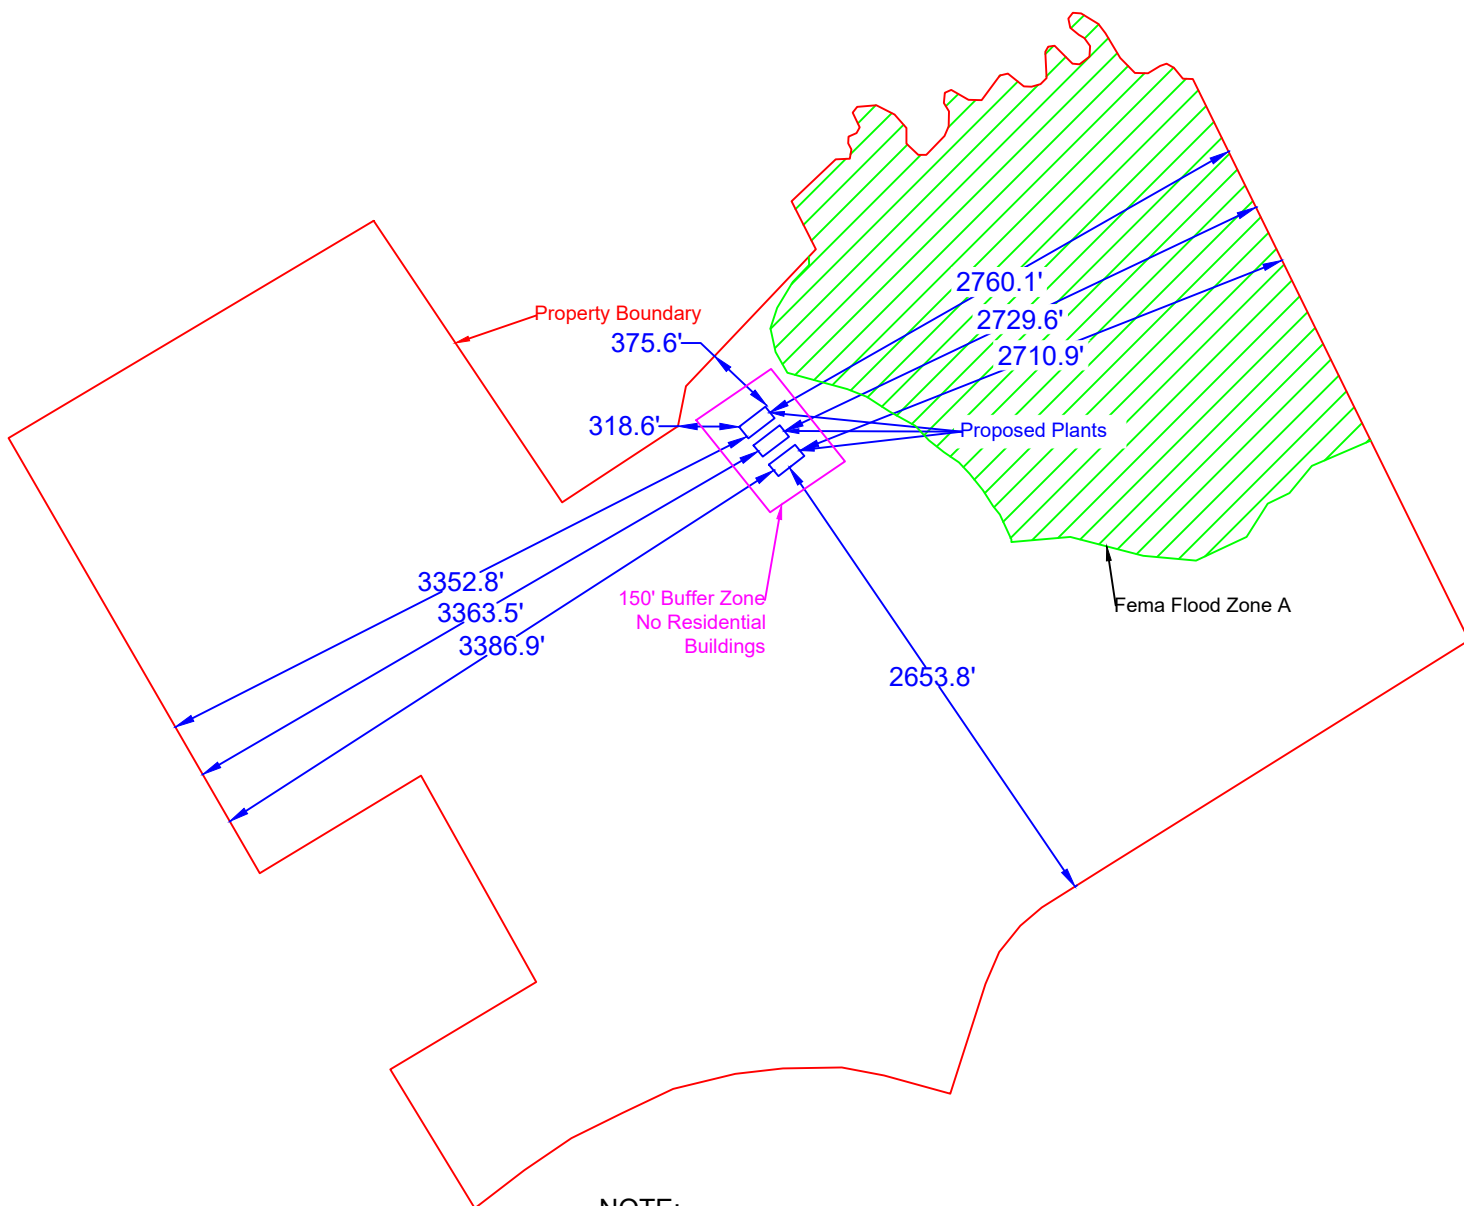 2760.1'
Property Boundary
2729.6'
375.6'
2710.9'
318.6'
Proposed Plants
3352.8'
150' Buffer Zone
No Residential
Buildings
Fema Flood Zone A
3363.5'
3386.9'
2653.8'
NOTE: